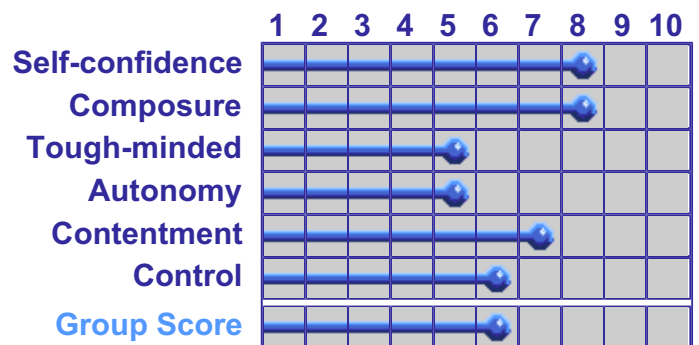 1 2 3 4 5 6 7 8 9 10
Self-confidence
Composure
Tough-minded
Autonomy
Contentment
Control
Group Score